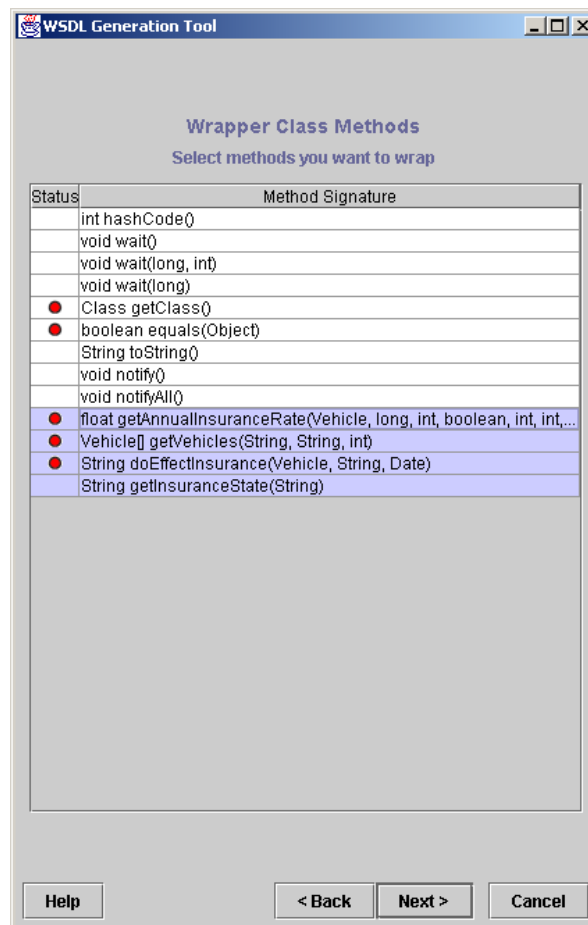 WSDL Generation Tool
Wrapper Class Methods
Select methods you want to wrap
Status Method Signature
int hashCode()
void wait()
void wait(long, int)
void wait(long)
Class getClass()
boolean equals(Object)
String toString()
void notify()
void notifyAll()
float getAnnualInsuranceRate(Vehicle, long, int, boolean, int, int,...
Vehicle[] getVehicles(String, String, int)
String doEffectInsurance(Vehicle, String, Date)
String getInsuranceState(String)
Help < Back Next > Cancel